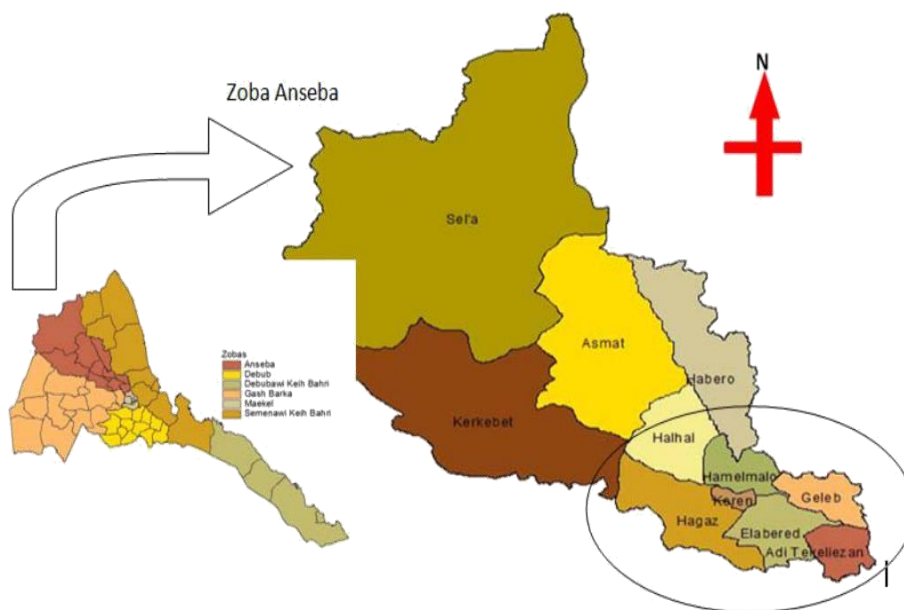 Zoba Anseba
N
Sel'a
Asmat
Habero
Kerkebet
Halhal
Hamelmalo
Geleb
Keren
Hagaz
Elabered
Adi Tekeliezan
Zobas
Anseba
Debub
Debubawi Keih Bahri
Gash Barka
Maekel
Semenawi Keih Bahri